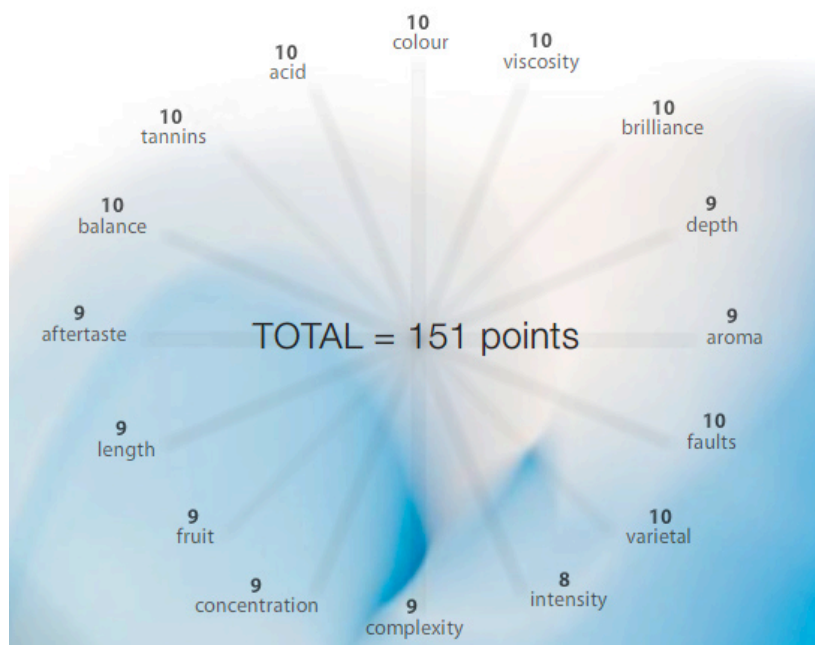 10
colour
10
viscosity
10
brilliance
9
depth
9
aroma
10
faults
10
varietal
8
intensity
9
complexity
9
concentration
9
fruit
9
length
9
aftertaste
10
balance
10
tannins
10
acid
TOTAL = 151 points